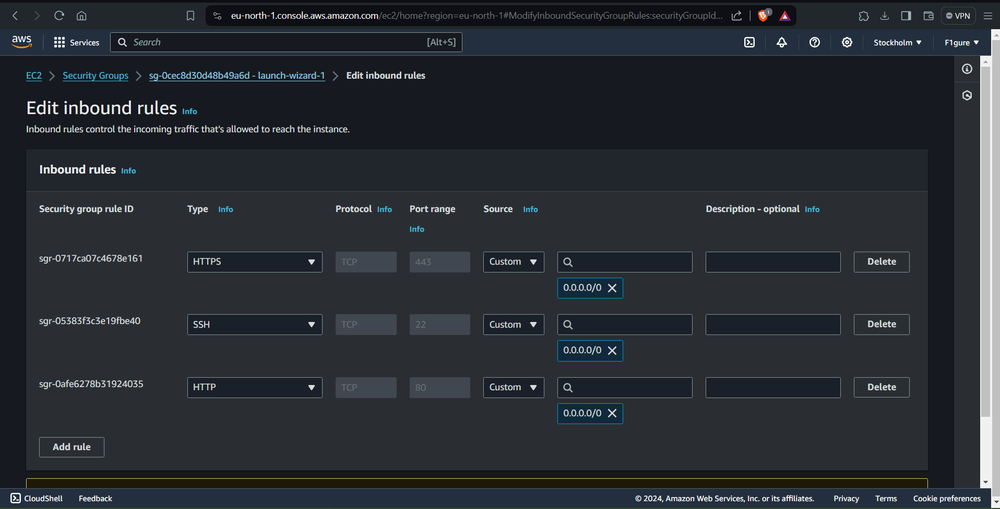 eu-north-1.console.aws.amazon.com/ec2/home?region=eu-north-1#ModifyInboundSecurityGroupRules:securityGroupId... 1 VPN
aws Services Search [Alt+S] Stockholm F1gure
EC2 Security Groups sg-0cec8d30d48b49a6d - launch-wizard-1 Edit inbound rules
Edit inbound rules Info
Inbound rules control the incoming traffic that's allowed to reach the instance.
Inbound rules Info
Security group rule ID Type Info Protocol Info Port range Source Info Description - optional Info
Info
sgr-0717ca07c4678e161 HTTPS TCP 443 Custom Delete
0.0.0.0/0
sgr-05383f3c3e19fbe40 SSH TCP 22 Custom Delete
0.0.0.0/0
sgr-0afe6278b31924035 HTTP TCP 80 Custom Delete
0.0.0.0/0
Add rule
CloudShell Feedback © 2024, Amazon Web Services, Inc. or its affiliates. Privacy Terms Cookie preferences